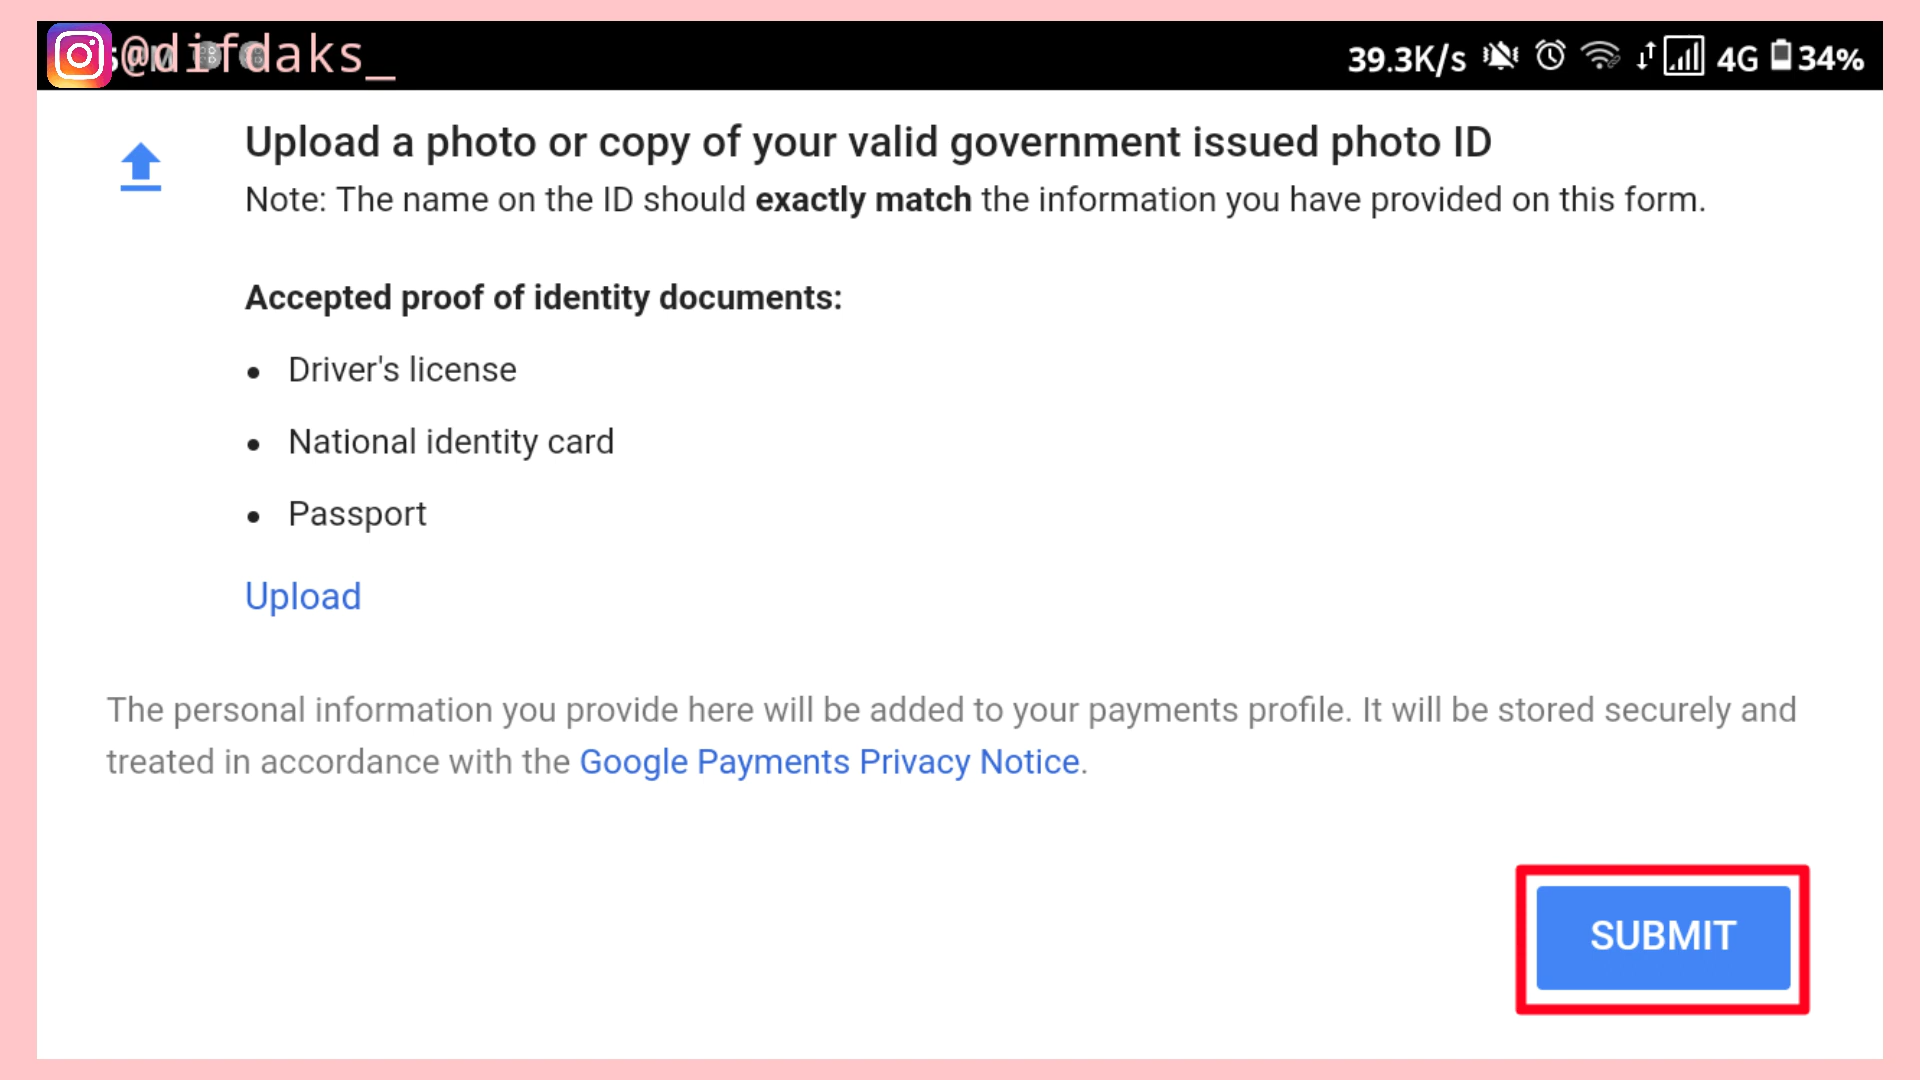 @difdaks_
39.3K/s 4G 34%
Upload a photo or copy of your valid government issued photo ID
Note: The name on the ID should exactly match the information you have provided on this form.
Accepted proof of identity documents:
• Driver's license
• National identity card
• Passport
Upload
The personal information you provide here will be added to your payments profile. It will be stored securely and
treated in accordance with the Google Payments Privacy Notice.
SUBMIT